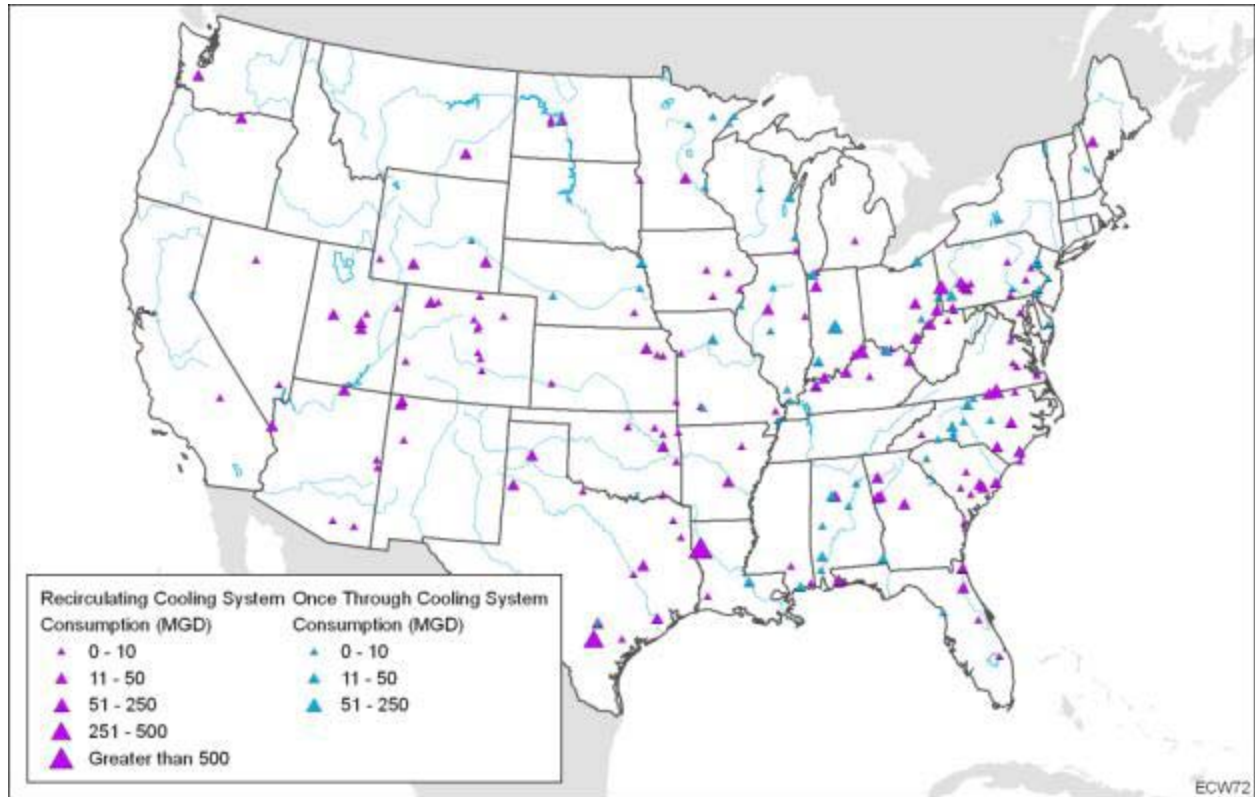 Recirculating Cooling System
Consumption (MGD)
0 - 10
11 - 50
51 - 250
251 - 500
Greater than 500
Once Through Cooling System
Consumption (MGD)
0 - 10
11 - 50
51 - 250
ECW72